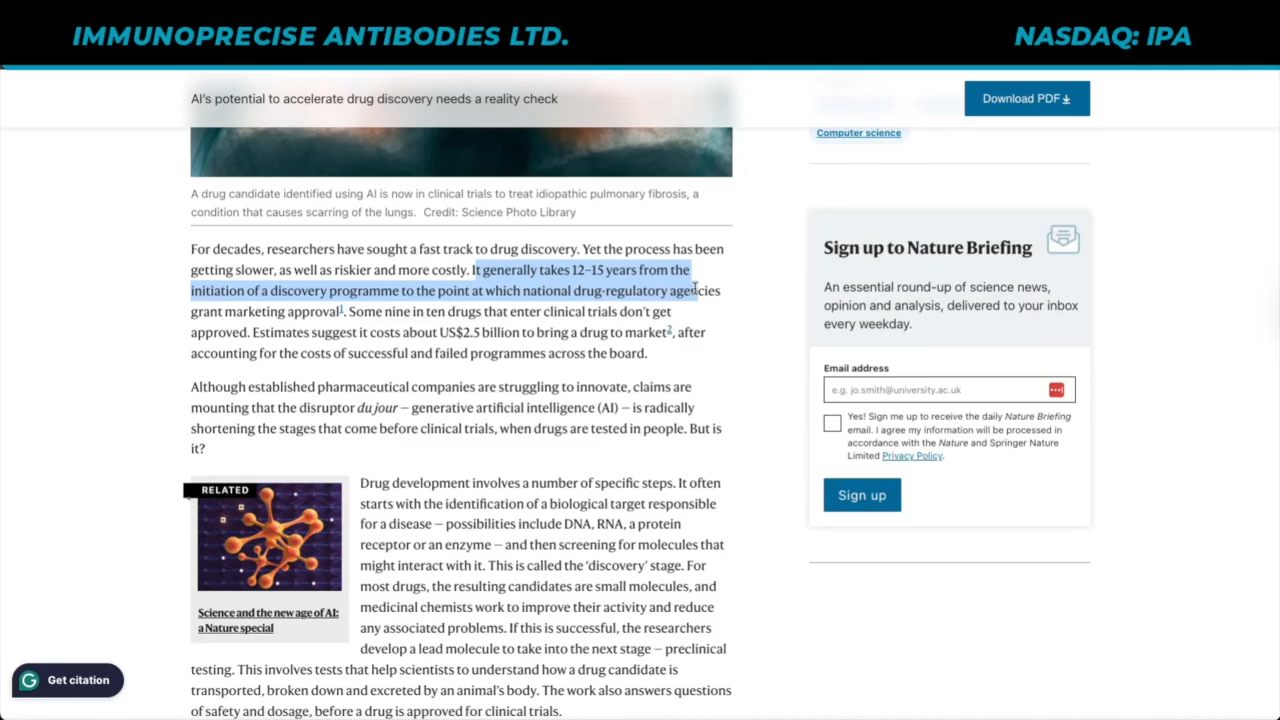 IMMUNOPRECISE ANTIBODIES LTD.
NASDAQ: IPA
AI's potential to accelerate drug discovery needs a reality check
Download PDF
Computer science
A drug candidate identified using AI is now in clinical trials to treat idiopathic pulmonary fibrosis, a
condition that causes scarring of the lungs. Credit: Science Photo Library
For decades, researchers have sought a fast track to drug discovery. Yet the process has been
getting slower, as well as riskier and more costly. It generally takes 12–15 years from the
initiation of a discovery programme to the point at which national drug-regulatory agencies
grant marketing approval1. Some nine in ten drugs that enter clinical trials don't get
approved. Estimates suggest it costs about US$2.5 billion to bring a drug to market2, after
accounting for the costs of successful and failed programmes across the board.
Although established pharmaceutical companies are struggling to innovate, claims are
mounting that the disruptor du jour — generative artificial intelligence (AI) — is radically
shortening the stages that come before clinical trials, when drugs are tested in people. But is
it?
RELATED
Science and the new age of AI:
a Nature special
Drug development involves a number of specific steps. It often
starts with the identification of a biological target responsible
for a disease — possibilities include DNA, RNA, a protein
receptor or an enzyme — and then screening for molecules that
might interact with it. This is called the 'discovery' stage. For
most drugs, the resulting candidates are small molecules, and
medicinal chemists work to improve their activity and reduce
any associated problems. If this is successful, the researchers
develop a lead molecule to take into the next stage — preclinical
testing. This involves tests that help scientists to understand how a drug candidate is
transported, broken down and excreted by an animal's body. The work also answers questions
of safety and dosage, before a drug is approved for clinical trials.
Sign up to Nature Briefing
An essential round-up of science news,
opinion and analysis, delivered to your inbox
every weekday.
Email address
e.g. jo.smith@university.ac.uk
Yes! Sign me up to receive the daily Nature Briefing
email. I agree my information will be processed in
accordance with the Nature and Springer Nature
Limited Privacy Policy.
Sign up
Get citation